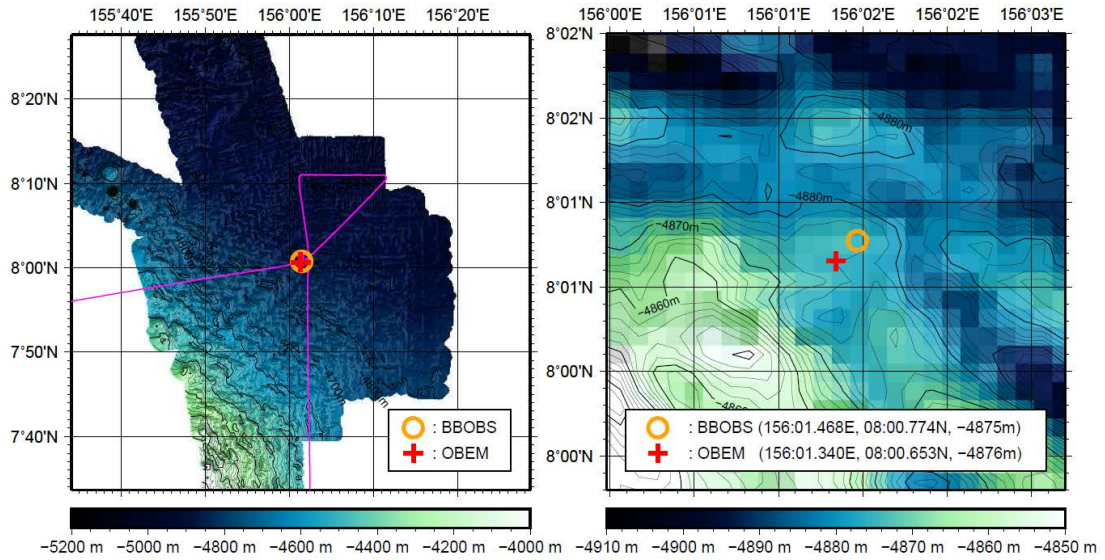 155°40'E 155°50'E 156°00'E 156°10'E 156°20'E
8°20'N
8°10'N
8°00'N
7°50'N
7°40'N
4700m
: BBOBS
: OBEM
−5200 m −5000 m −4800 m −4600 m −4400 m −4200 m −4000 m
156°00'E 156°01'E 156°01'E 156°02'E 156°02'E 156°03'E
8°02'N
8°02'N
8°01'N
8°01'N
8°00'N
8°00'N
−4880m
−4880m
−4870m
−4860m
: BBOBS (156:01.468E, 08:00.774N, −4875m)
: OBEM (156:01.340E, 08:00.653N, −4876m)
−4910 m −4900 m −4890 m −4880 m −4870 m −4860 m −4850 m